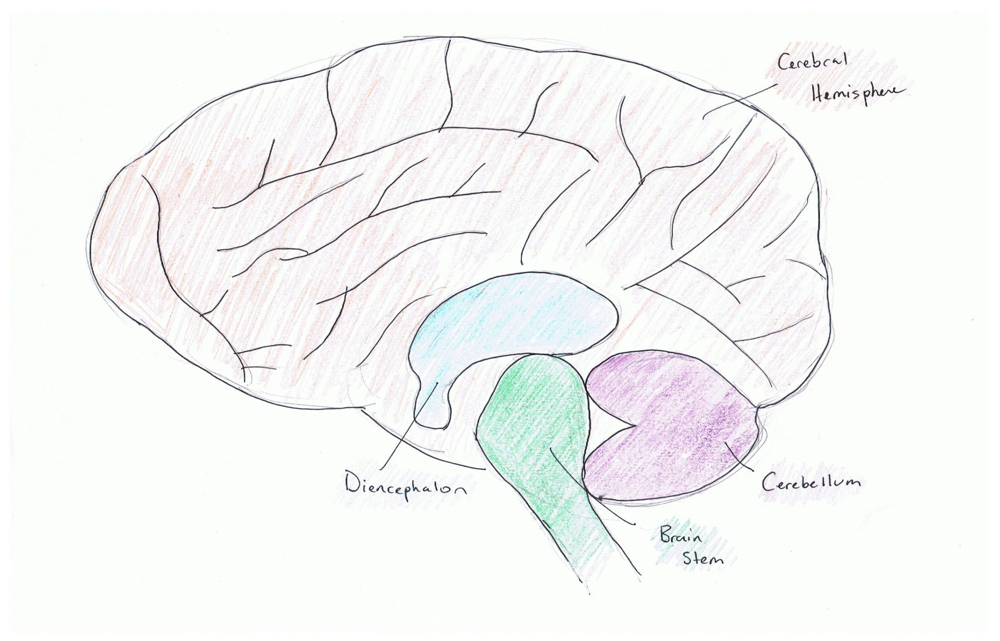 Cerebral
Hemisphere
Diencephalon
Cerebellum
Brain
Stem